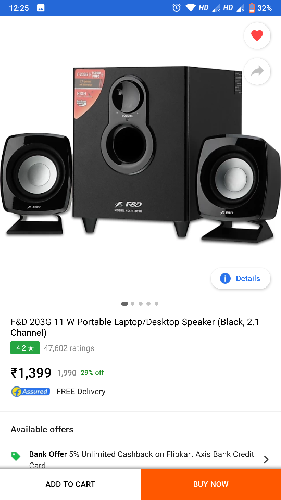 12:25
HD HD 32%
F&D
F&D
Details
F&D 203G 11 W Portable Laptop/Desktop Speaker (Black, 2.1
Channel)
4.2 ★ 47,602 ratings
₹1,399 1,990 29% off
Assured FREE Delivery
Available offers
Bank Offer 5% Unlimited Cashback on Flipkart Axis Bank Credit
Card
ADD TO CART BUY NOW